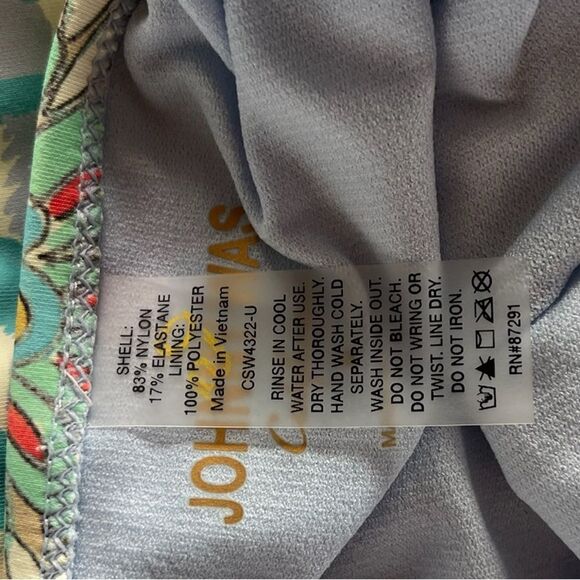 SHELL:
83% NYLON
17% ELASTANE
LINING:
100% POLYESTER
Made in Vietnam
CSW4322-U
RINSE IN COOL
WATER AFTER USE.
DRY THOROUGHLY.
HAND WASH COLD
SEPARATELY.
WASH INSIDE OUT.
DO NOT BLEACH.
DO NOT WRING OR
TWIST. LINE DRY.
DO NOT IRON.
RN#87291
JOHN WAS